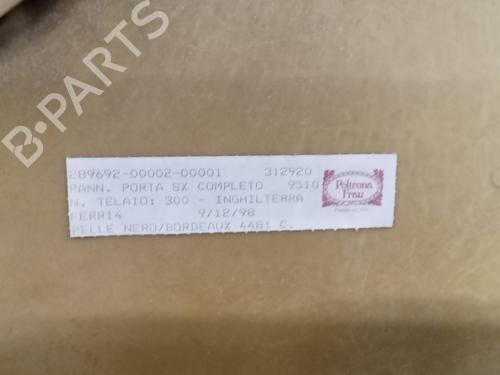 B-PARTS
289692-00002-00001 312920
PANN. PORTA SX COMPLETO 9510
N. TELAIO: 300 - INGHILTERRA
FERR14 9/12/98
PELLE NERO/BORDEAUX 4481 C.
Poltrona
Frau